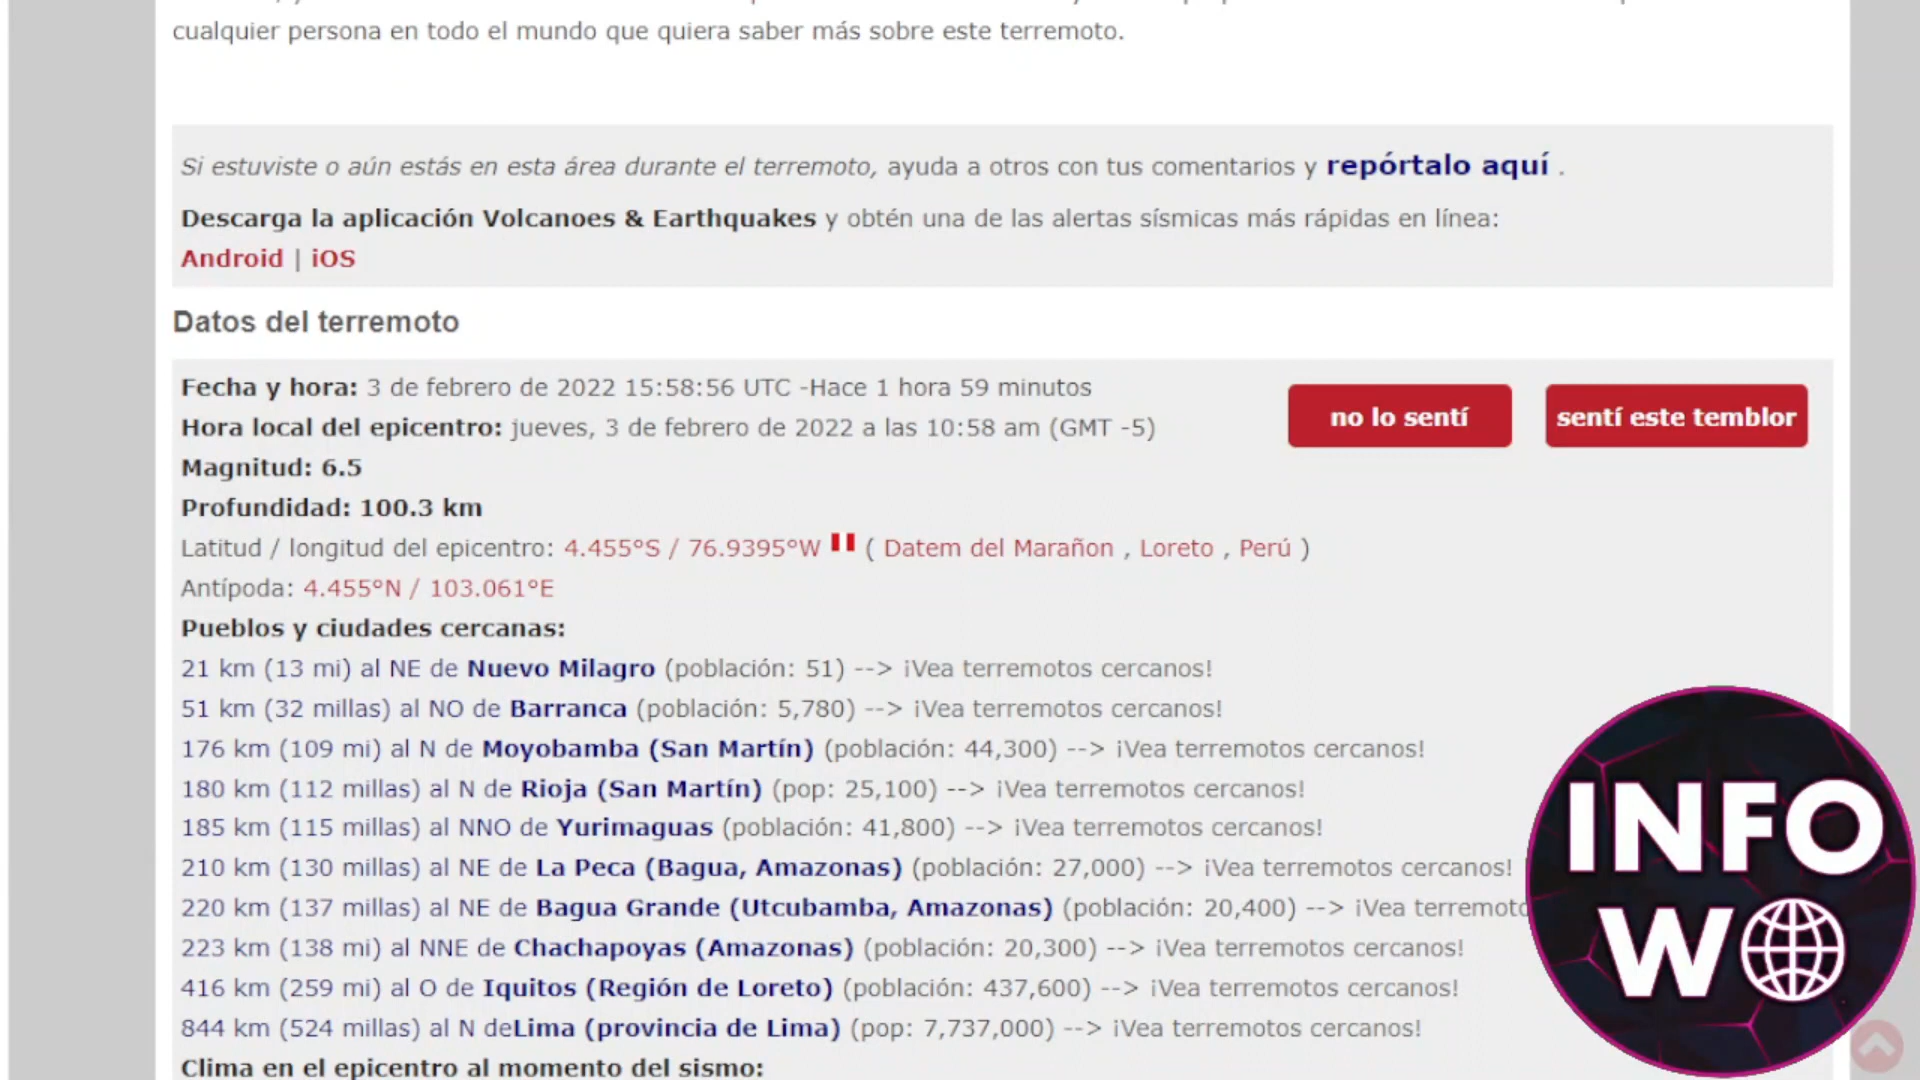 cualquier persona en todo el mundo que quiera saber más sobre este terremoto.
Si estuviste o aún estás en esta área durante el terremoto, ayuda a otros con tus comentarios y repórtalo aquí .
Descarga la aplicación Volcanoes & Earthquakes y obtén una de las alertas sísmicas más rápidas en línea:
Android | iOS
Datos del terremoto
Fecha y hora: 3 de febrero de 2022 15:58:56 UTC -Hace 1 hora 59 minutos
no lo sentí
sentí este temblor
Hora local del epicentro: jueves, 3 de febrero de 2022 a las 10:58 am (GMT -5)
Magnitud: 6.5
Profundidad: 100.3 km
Latitud / longitud del epicentro: 4.455°S / 76.9395°W ( Datem del Marañon , Loreto , Perú )
Antípoda: 4.455°N / 103.061°E
Pueblos y ciudades cercanas:
21 km (13 mi) al NE de Nuevo Milagro (población: 51) --> ¡Vea terremotos cercanos!
51 km (32 millas) al NO de Barranca (población: 5,780) --> ¡Vea terremotos cercanos!
176 km (109 mi) al N de Moyobamba (San Martín) (población: 44,300) --> ¡Vea terremotos cercanos!
180 km (112 millas) al N de Rioja (San Martín) (pop: 25,100) --> ¡Vea terremotos cercanos!
185 km (115 millas) al NNO de Yurimaguas (población: 41,800) --> ¡Vea terremotos cercanos!
210 km (130 millas) al NE de La Peca (Bagua, Amazonas) (población: 27,000) --> ¡Vea terremotos cercanos!
220 km (137 millas) al NE de Bagua Grande (Utcubamba, Amazonas) (población: 20,400) --> ¡Vea terremoto
223 km (138 mi) al NNE de Chachapoyas (Amazonas) (población: 20,300) --> ¡Vea terremotos cercanos!
416 km (259 mi) al O de Iquitos (Región de Loreto) (población: 437,600) --> ¡Vea terremotos cercanos!
844 km (524 millas) al N deLima (provincia de Lima) (pop: 7,737,000) --> ¡Vea terremotos cercanos!
Clima en el epicentro al momento del sismo:
INFO
W